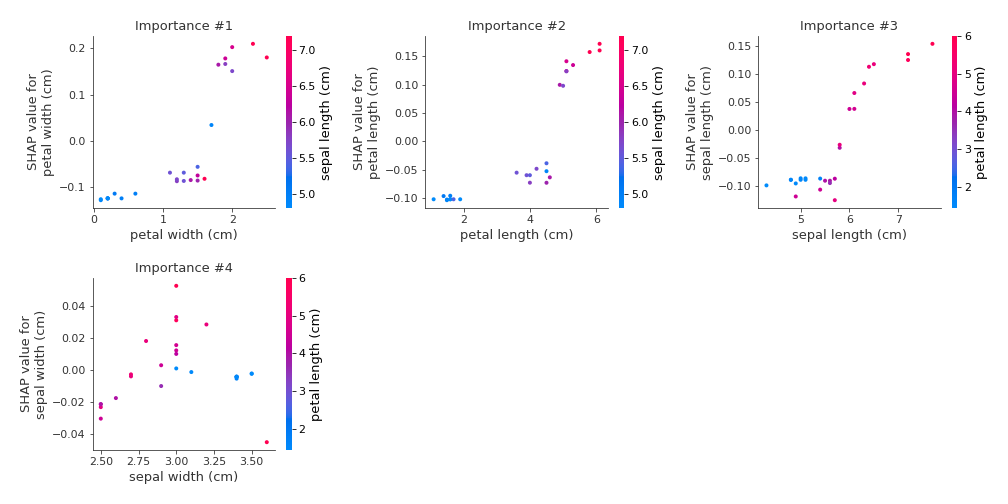 Importance #1
SHAP value for
petal width (cm)
0.2
0.1
0.0
−0.1
0
1
2
petal width (cm)
7.0
6.5
6.0
5.5
5.0
sepal length (cm)
Importance #2
SHAP value for
petal length (cm)
0.15
0.10
0.05
0.00
−0.05
−0.10
2
4
6
petal length (cm)
7.0
6.5
6.0
5.5
5.0
sepal length (cm)
Importance #3
SHAP value for
sepal length (cm)
0.15
0.10
0.05
0.00
−0.05
−0.10
5
6
7
sepal length (cm)
6
5
4
3
2
petal length (cm)
Importance #4
SHAP value for
sepal width (cm)
0.04
0.02
0.00
−0.02
−0.04
2.50
2.75
3.00
3.25
3.50
sepal width (cm)
6
5
4
3
2
petal length (cm)